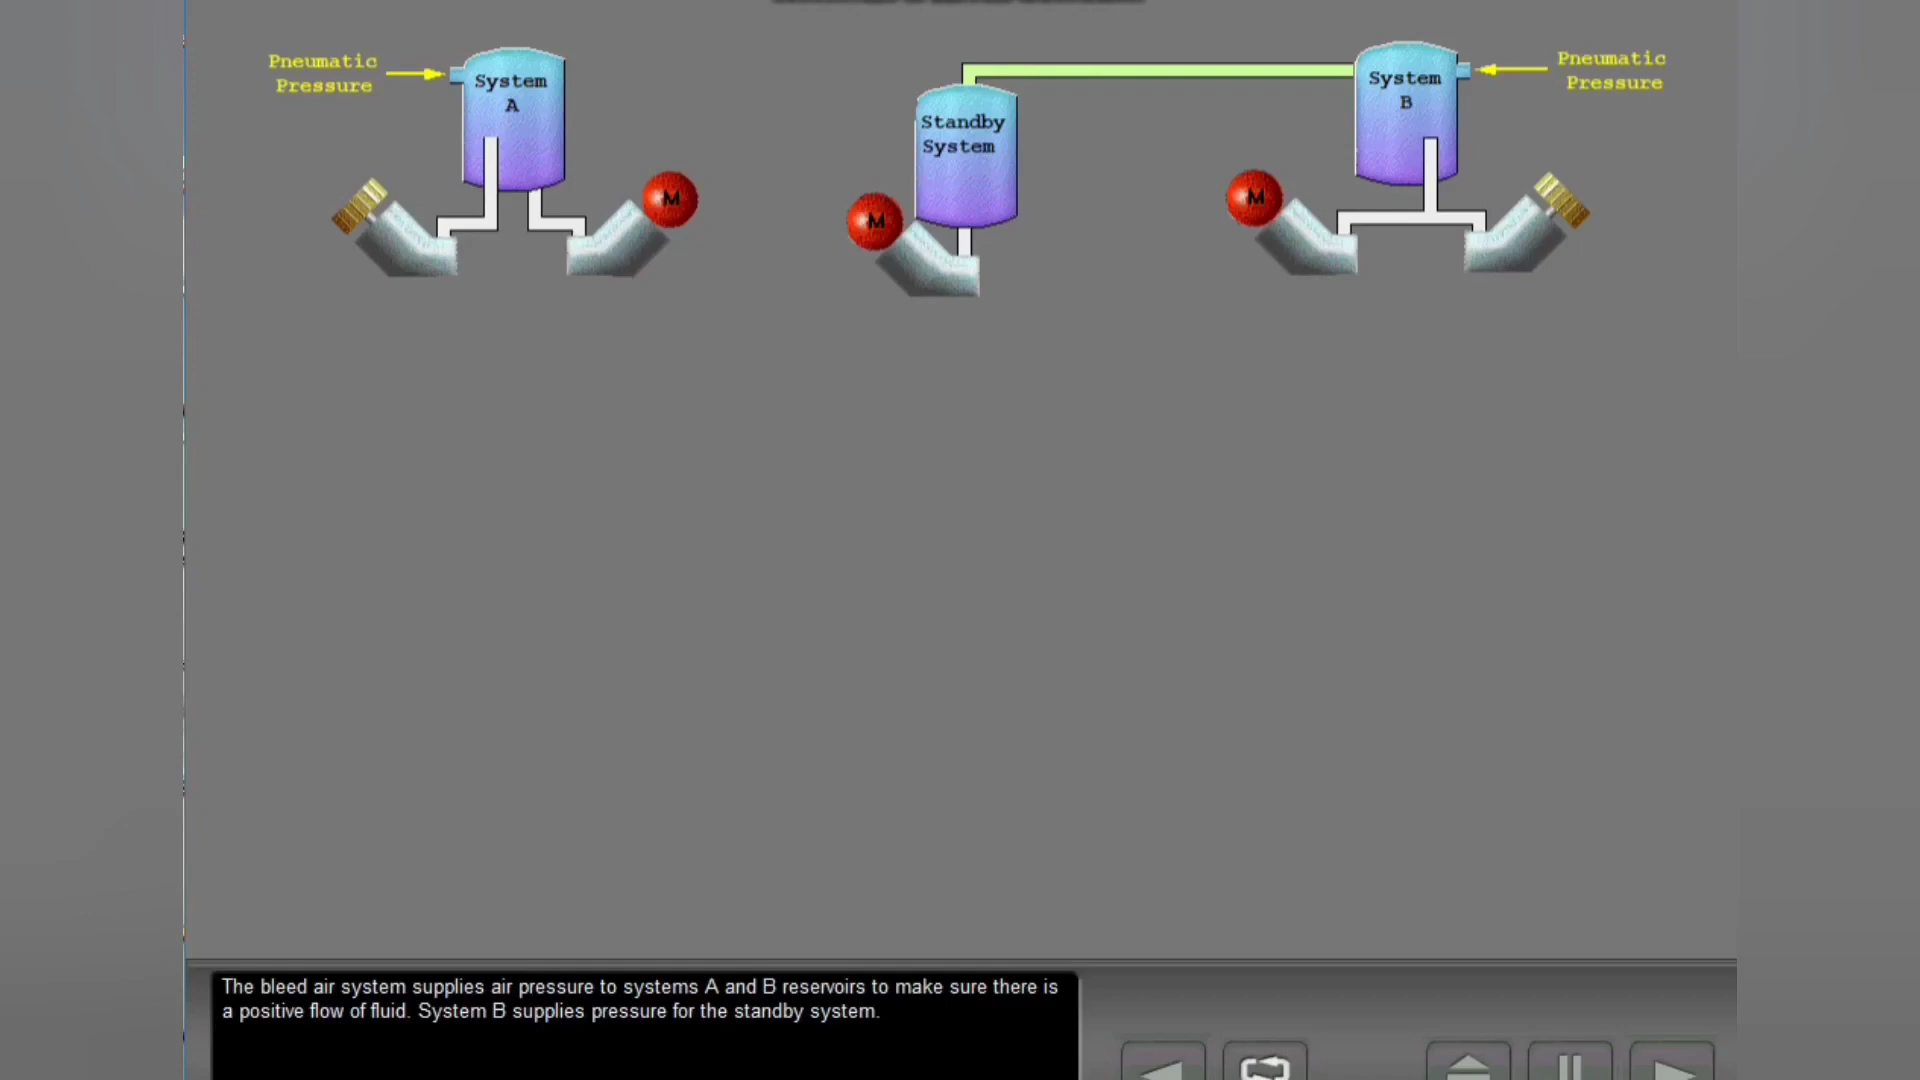 Pneumatic
Pressure
System
A
Standby
System
System
B
Pneumatic
Pressure
M
M
M
The bleed air system supplies air pressure to systems A and B reservoirs to make sure there is
a positive flow of fluid. System B supplies pressure for the standby system.